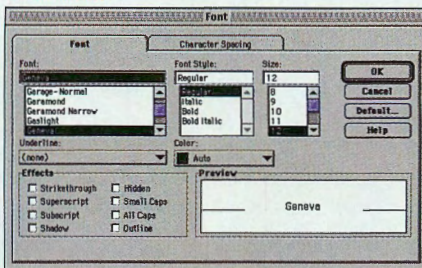 Font
Font
Character Spacing
Font:
Geneva
Garage-Normal
Garamond
Garamond Narrow
Gaslight
Geneva
Font Style:
Regular
Regular
Italic
Bold
Bold Italic
Size:
12
8
9
10
11
12
OK
Cancel
Default...
Help
Underline:
(none)
Color:
Auto
Effects
Strikethrough
Hidden
Superscript
Small Caps
Subscript
All Caps
Shadow
Outline
Preview
Geneva